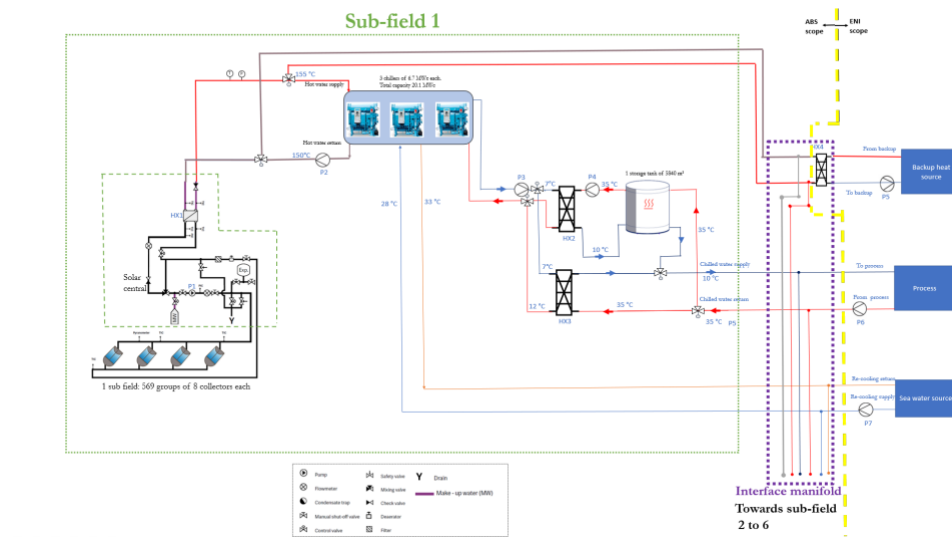 Sub-field 1
ABS
scope
ENI
scope
155 °C
Hot water supply
3 chillers of 6.7 MWc each.
Total capacity 20.1 MWc
Hot water return
150°C
P2
HX4
From backup
To backup
P5
Backup heat
source
28 °C
33 °C
P3
7°C
P4
35 °C
1 storage tank of
HX2
10 °C
35 °C
HX1
Solar
central
P1
Exp.
7°C
Chilled water supply
10 °C
To process
Process
12 °C
HX3
35 °C
Chilled water return
35 °C
P5
From process
P6
1 sub field: 569 groups of 8 collectors each
Re-cooling return
Re-cooling supply
Sea water source
P7
Pump
Flowmeter
Condensate trap
Manual shut-off valve
Control valve
Safety valve
Mixing valve
Check valve
Deaerator
Filter
Drain
Make - up water (MW)
Interface manifold
Towards sub-field
2 to 6